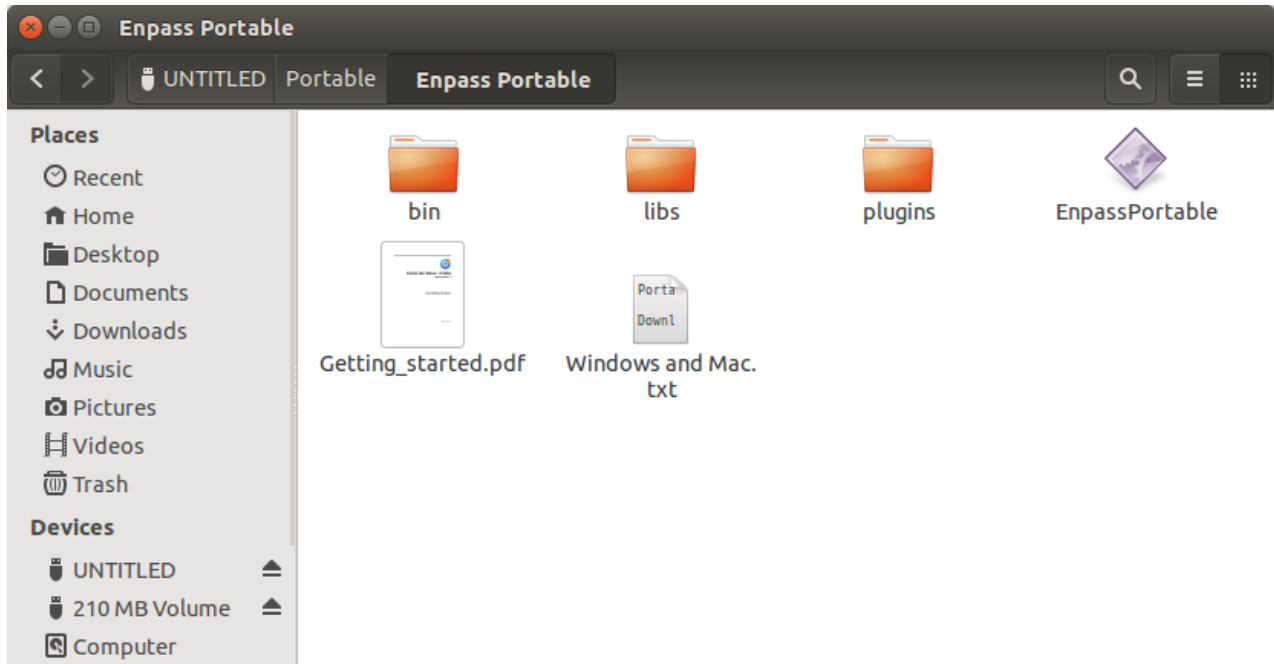 Enpass Portable
UNTITLED Portable Enpass Portable
Places
Recent
Home
Desktop
Documents
Downloads
Music
Pictures
Videos
Trash
Devices
UNTITLED
210 MB Volume
Computer
bin libs plugins EnpassPortable
Porta
Downl
Getting_started.pdf Windows and Mac.
txt